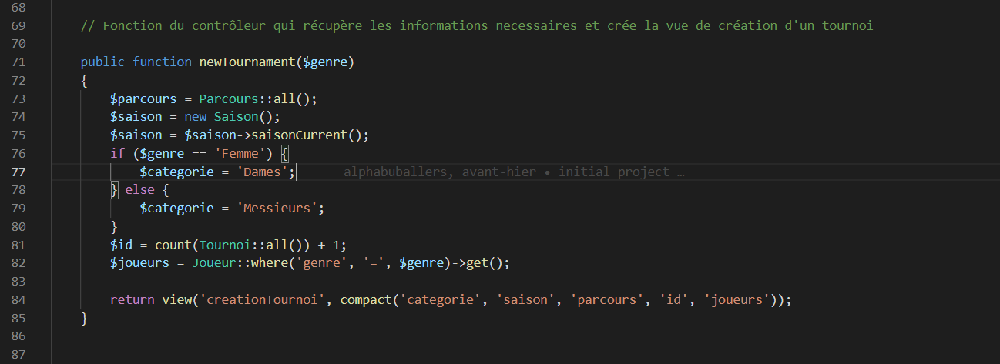 68
69 // Fonction du contrôleur qui récupère les informations necessaires et crée la vue de création d'un tournoi
70
71 public function newTournament($genre)
72 {
73 $parcours = Parcours::all();
74 $saison = new Saison();
75 $saison = $saison->saisonCurrent();
76 if ($genre == 'Femme') {
77 $categorie = 'Dames'; alphabuballers, avant-hier • initial project …
78 } else {
79 $categorie = 'Messieurs';
80 }
81 $id = count(Tournoi::all()) + 1;
82 $joueurs = Joueur::where('genre', '=', $genre)->get();
83
84 return view('creationTournoi', compact('categorie', 'saison', 'parcours', 'id', 'joueurs'));
85 }
86
87